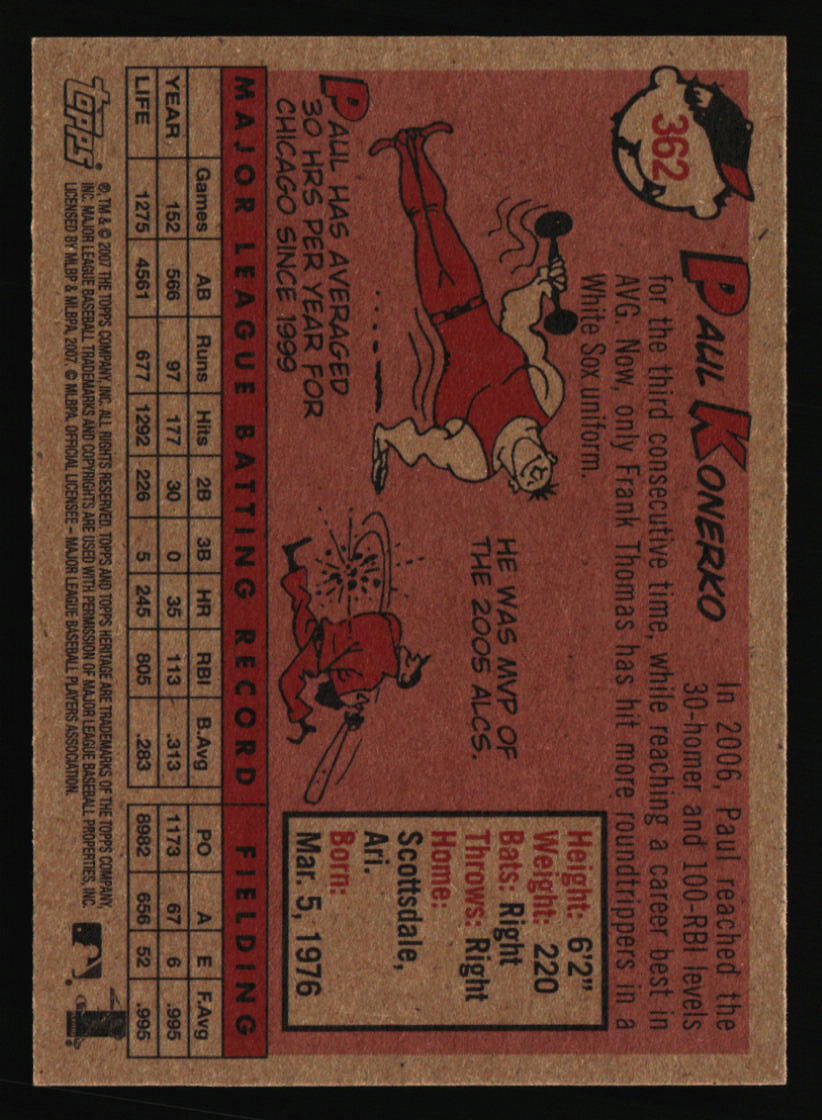 362
PAUL KONERKO
In 2006, Paul reached the
30-homer and 100-RBI levels
for the third consecutive time, while reaching a career best in
AVG. Now, only Frank Thomas has hit more roundtrippers in a
White Sox uniform.
PAUL HAS AVERAGED
30 HRS PER YEAR FOR
CHICAGO SINCE 1999
HE WAS MVP OF
THE 2005 ALCS.
Height: 6'2"
Weight: 220
Bats: Right
Throws: Right
Home:
Scottsdale,
Ari.
Born:
Mar. 5, 1976
MAJOR LEAGUE BATTING RECORD FIELDING
Games AB Runs Hits 2B 3B HR RBI B.Avg PO A E F.Avg
YEAR 152 566 97 177 30 0 35 113 .313 1173 67 6 .995
LIFE 1275 4561 677 1292 226 5 245 805 .283 8982 656 52 .995
topps
®, TM & © 2007 THE TOPPS COMPANY, INC. ALL RIGHTS RESERVED. TOPPS AND TOPPS HERITAGE ARE TRADEMARKS OF THE TOPPS COMPANY,
INC. MAJOR LEAGUE BASEBALL TRADEMARKS AND COPYRIGHTS ARE USED WITH PERMISSION OF MAJOR LEAGUE BASEBALL PROPERTIES, INC.
LICENSED BY MLBP & MLBPA, 2007. © MLBPA. OFFICIAL LICENSEE – MAJOR LEAGUE BASEBALL PLAYERS ASSOCIATION.